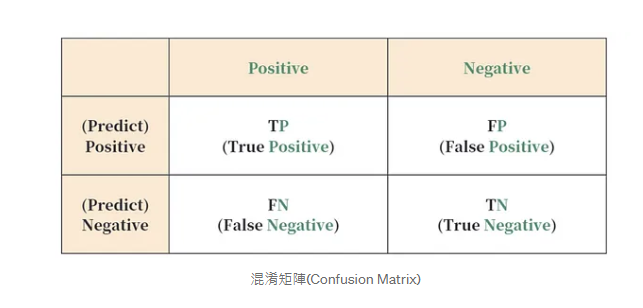 Positive
Negative
(Predict)
Positive
TP
(True Positive)
FP
(False Positive)
(Predict)
Negative
FN
(False Negative)
TN
(True Negative)
混淆矩陣(Confusion Matrix)